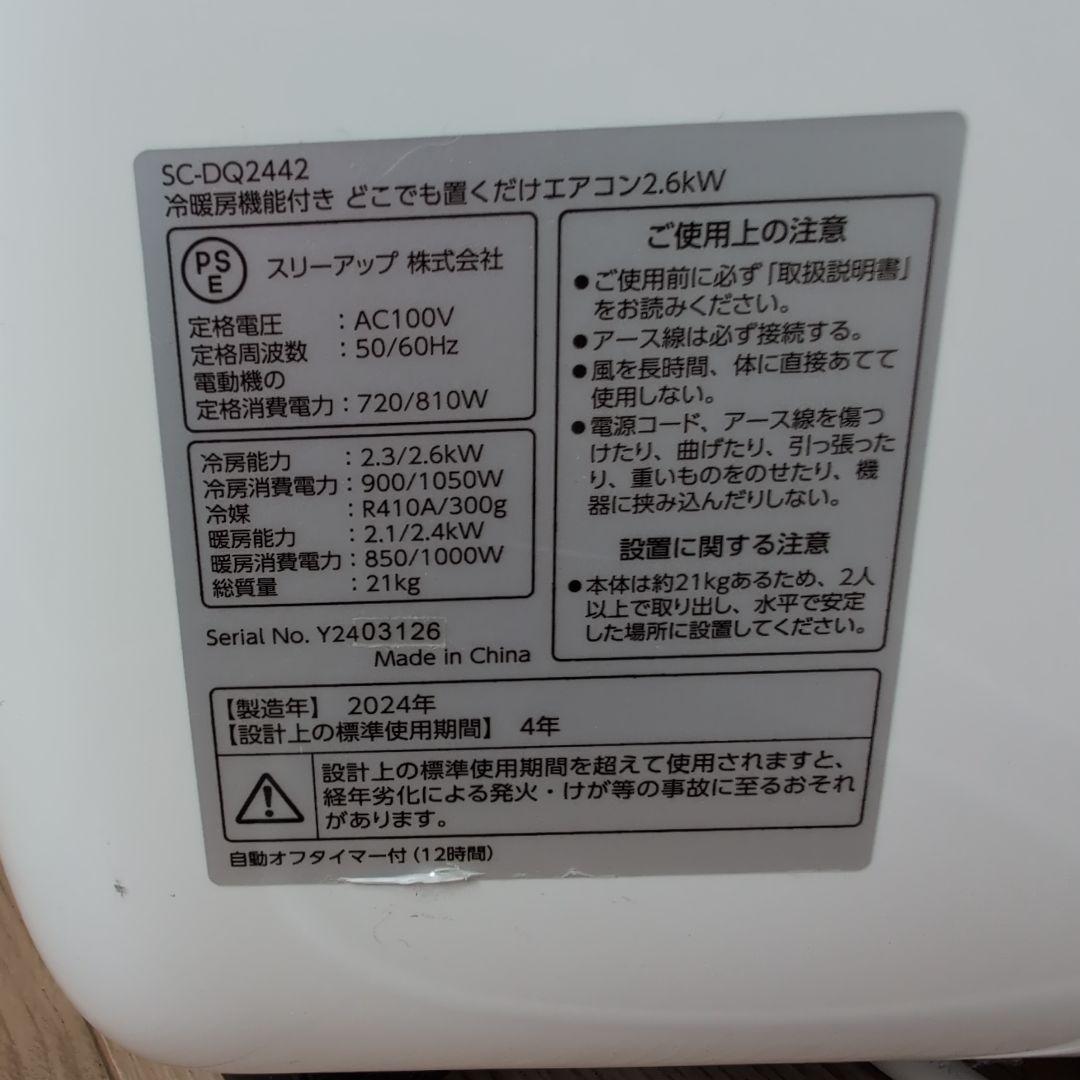 SC-DQ2442
冷暖房機能付き どこでも置くだけエアコン2.6kW
PS
E
スリーアップ 株式会社
定格電圧 ：AC100V
定格周波数 ：50/60Hz
電動機の
定格消費電力：720/810W
冷房能力 ：2.3/2.6kW
冷房消費電力：900/1050W
冷媒 ：R410A/300g
暖房能力 ：2.1/2.4kW
暖房消費電力：850/1000W
総質量 ：21kg
Serial No. Y2403126
Made in China
ご使用上の注意
●ご使用前に必ず「取扱説明書」
をお読みください。
●アース線は必ず接続する。
●風を長時間、体に直接あてて
使用しない。
●電源コード、アース線を傷つ
けたり、曲げたり、引っ張った
り、重いものをのせたり、機
器に挟み込んだりしない。
設置に関する注意
●本体は約21kgあるため、2人
以上で取り出し、水平で安定
した場所に設置してください。
【製造年】 2024年
【設計上の標準使用期間】 4年
設計上の標準使用期間を超えて使用されますと、
経年劣化による発火・けが等の事故に至るおそれ
があります。
自動オフタイマー付（12時間）